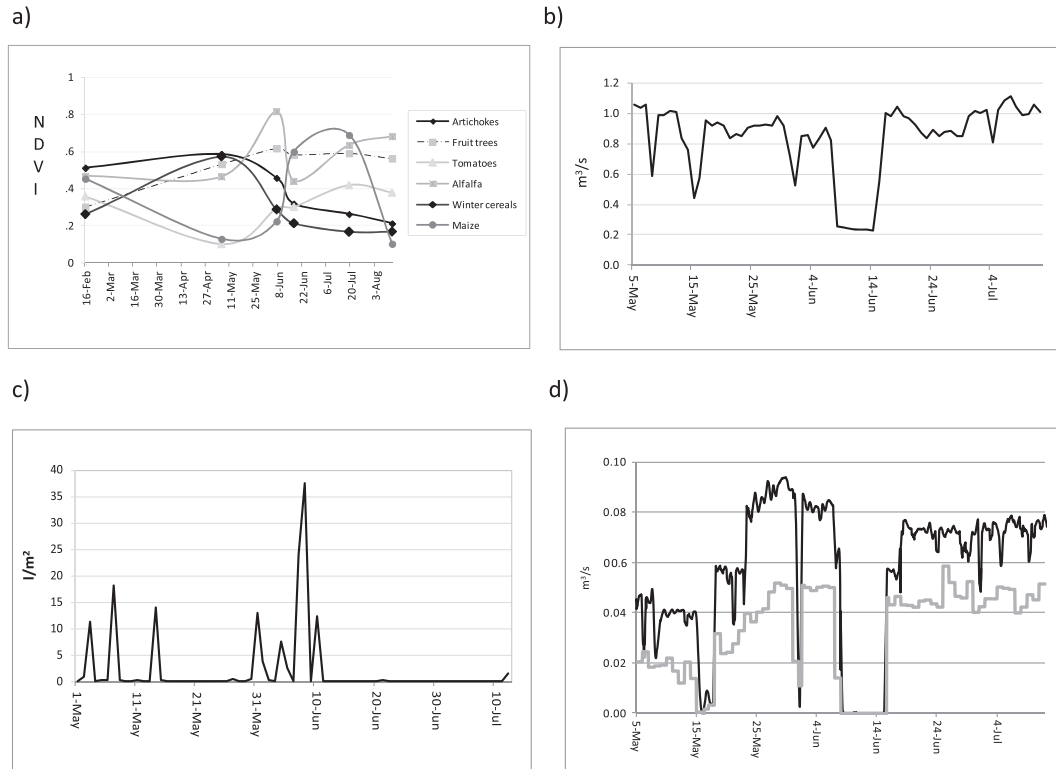 a)
N
D
V
I
1
.8
.6
.4
.2
0
16-Feb
2-Mar
16-Mar
30-Mar
13-Apr
27-Apr
11-May
25-May
8-Jun
22-Jun
6-Jul
20-Jul
3-Aug
Artichokes
Fruit trees
Tomatoes
Alfalfa
Winter cereals
Maize
b)
m³/s
1.2
1.0
0.8
0.6
0.4
0.2
0.0
5-May
15-May
25-May
4-Jun
14-Jun
24-Jun
4-Jul
c)
l/m²
40
35
30
25
20
15
10
5
0
1-May
11-May
21-May
31-May
10-Jun
20-Jun
30-Jun
10-Jul
d)
m³/s
0.10
0.08
0.06
0.04
0.02
0.00
5-May
15-May
25-May
4-Jun
14-Jun
24-Jun
4-Jul